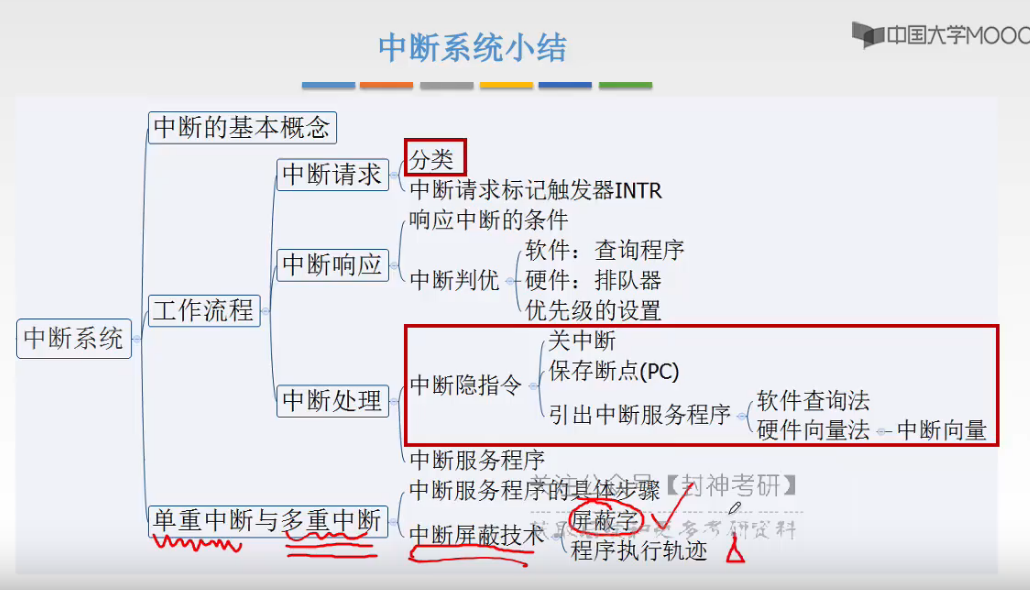 中断系统小结
中国大学MOOC
中断的基本概念
分类
中断请求
中断请求标记触发器INTR
响应中断的条件
软件：查询程序
中断响应
中断判优
硬件：排队器
优先级的设置
工作流程
中断系统
关中断
保存断点(PC)
中断隐指令
中断处理
引出中断服务程序
软件查询法
硬件向量法
中断向量
中断服务程序
关注公众号【封神考研】
中断服务程序的具体步骤
单重中断与多重中断
屏蔽字
中断屏蔽技术
更多考研资料
程序执行轨迹